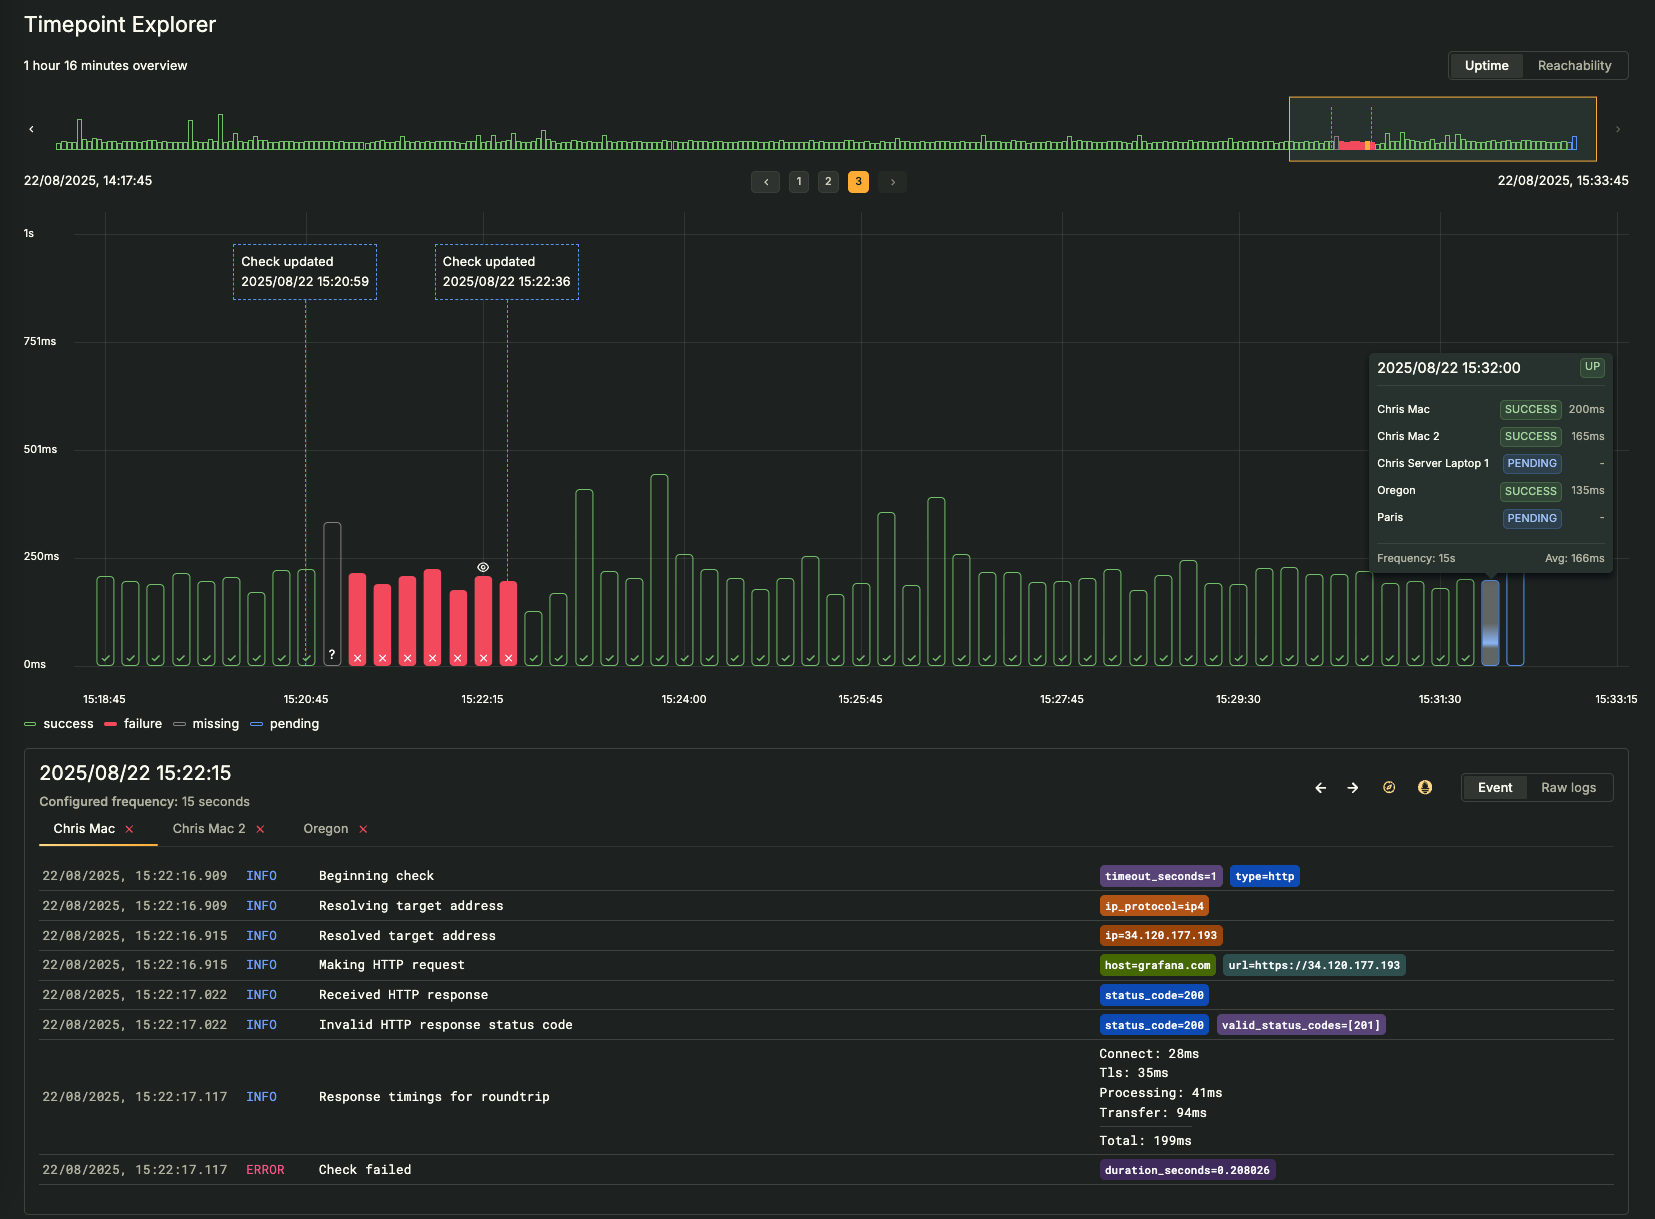 Timepoint Explorer
1 hour 16 minutes overview
Uptime Reachability
22/08/2025, 14:17:45
1 2 3
22/08/2025, 15:33:45
1s
751ms
501ms
250ms
0ms
Check updated
2025/08/22 15:20:59
Check updated
2025/08/22 15:22:36
?
2025/08/22 15:32:00 UP
Chris Mac SUCCESS 200ms
Chris Mac 2 SUCCESS 165ms
Chris Server Laptop 1 PENDING -
Oregon SUCCESS 135ms
Paris PENDING -
Frequency: 15s Avg: 166ms
15:18:45 15:20:45 15:22:15 15:24:00 15:25:45 15:27:45 15:29:30 15:31:30 15:33:15
success failure missing pending
2025/08/22 15:22:15
Configured frequency: 15 seconds
Event Raw logs
Chris Mac Chris Mac 2 Oregon
22/08/2025, 15:22:16.909 INFO Beginning check timeout_seconds=1 type=http
22/08/2025, 15:22:16.909 INFO Resolving target address ip_protocol=ip4
22/08/2025, 15:22:16.915 INFO Resolved target address ip=34.120.177.193
22/08/2025, 15:22:16.915 INFO Making HTTP request host=grafana.com url=https://34.120.177.193
22/08/2025, 15:22:17.022 INFO Received HTTP response status_code=200
22/08/2025, 15:22:17.022 INFO Invalid HTTP response status code status_code=200 valid_status_codes=[201]
22/08/2025, 15:22:17.117 INFO Response timings for roundtrip
Connect: 28ms
Tls: 35ms
Processing: 41ms
Transfer: 94ms
Total: 199ms
22/08/2025, 15:22:17.117 ERROR Check failed duration_seconds=0.208026